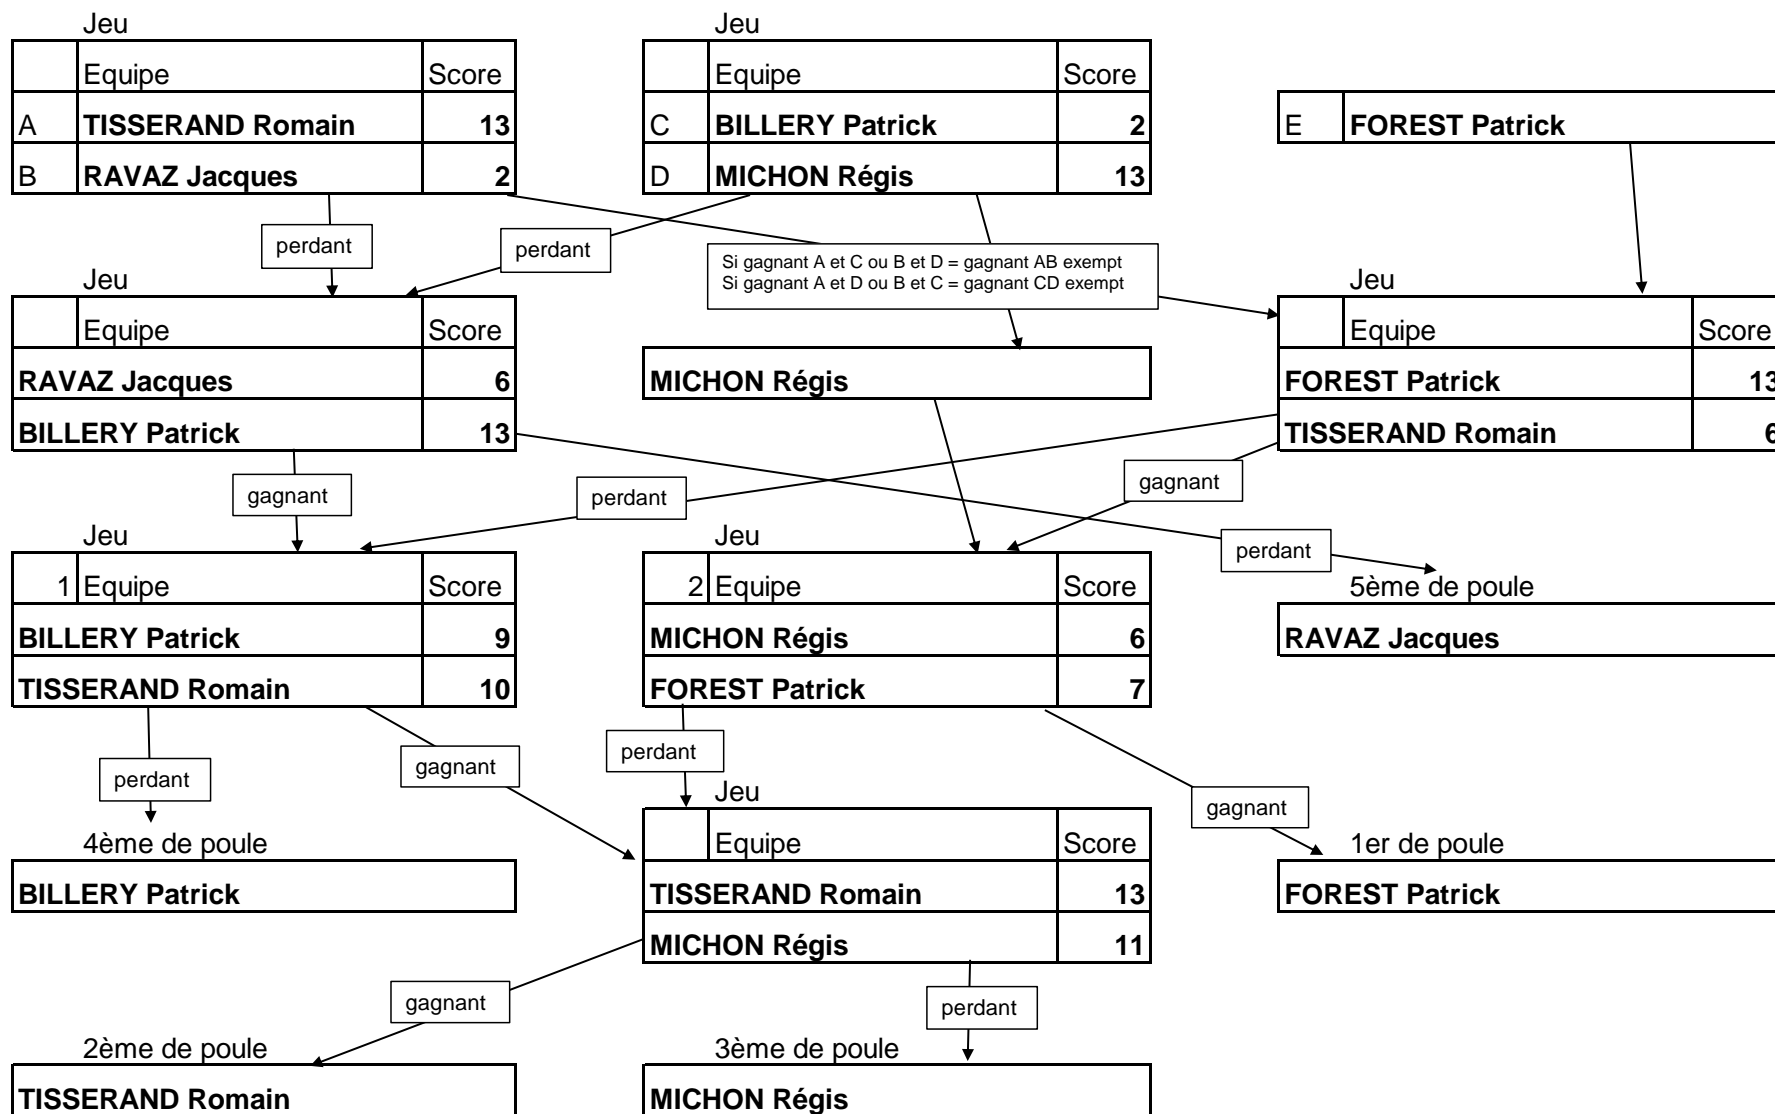 Jeu Jeu
Equipe Score Equipe Score
A TISSERAND Romain 13 C BILLERY Patrick 2 E FOREST Patrick
B RAVAZ Jacques 2 D MICHON Régis 13
perdant perdant
Si gagnant A et C ou B et D = gagnant AB exempt
Si gagnant A et D ou B et C = gagnant CD exempt
Jeu Jeu
Equipe Score Equipe Score
RAVAZ Jacques 6 MICHON Régis FOREST Patrick 13
BILLERY Patrick 13 TISSERAND Romain 6
gagnant perdant gagnant
Jeu Jeu perdant
1 Equipe Score 2 Equipe Score 5ème de poule
BILLERY Patrick 9 MICHON Régis 6 RAVAZ Jacques
TISSERAND Romain 10 FOREST Patrick 7
perdant gagnant perdant gagnant
Jeu
4ème de poule Equipe Score 1er de poule
BILLERY Patrick TISSERAND Romain 13 FOREST Patrick
MICHON Régis 11
gagnant perdant
2ème de poule 3ème de poule
TISSERAND Romain MICHON Régis